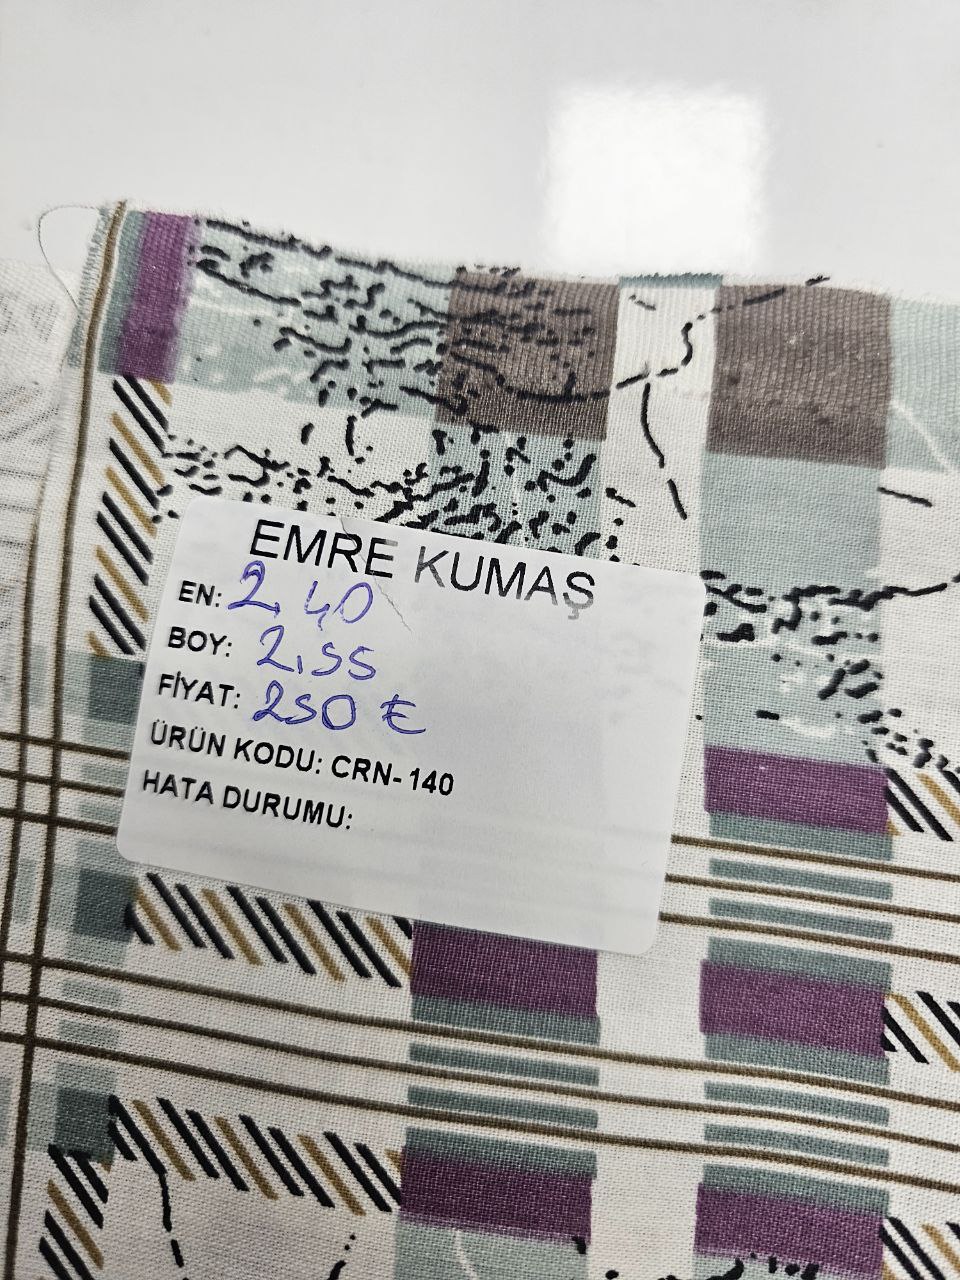 EMRE KUMAŞ
EN: 2,40
BOY: 2,55
FİYAT: 250 €
ÜRÜN KODU: CRN-140
HATA DURUMU: